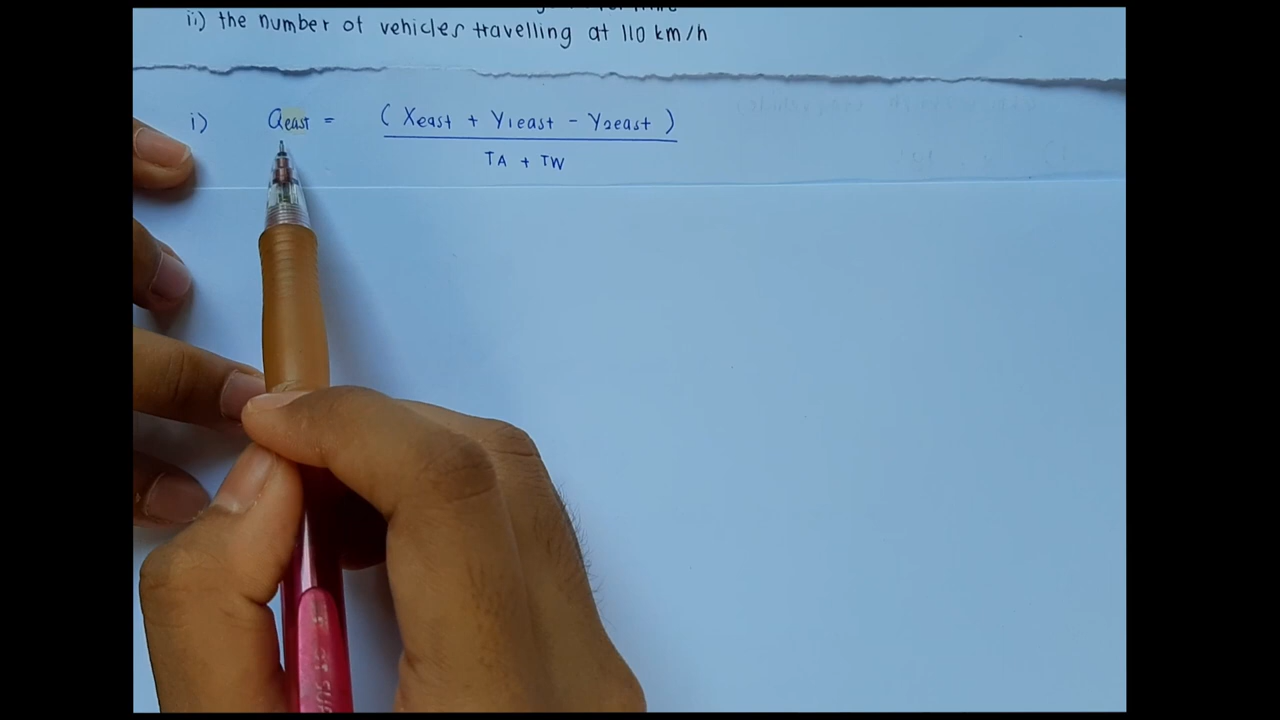 ii) the number of vehicles travelling at 110 km/h
i) Qeast = ( Xeast + Y1east - Y2east )
TA + TW